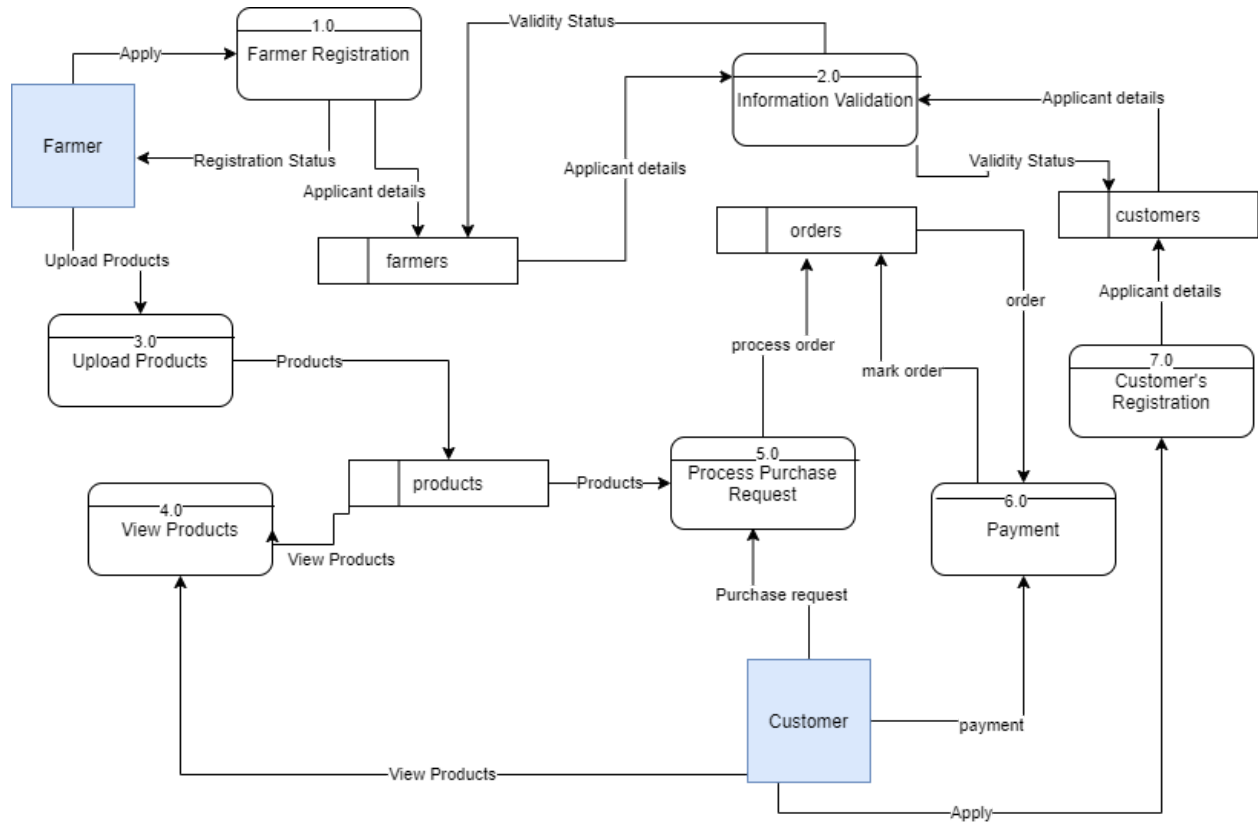 Validity Status
1.0
Farmer Registration
Apply
2.0
Information Validation
Applicant details
Farmer
Registration Status
Applicant details
Applicant details
Validity Status
customers
orders
farmers
Upload Products
Applicant details
order
3.0
Upload Products
Products
process order
mark order
7.0
Customer's
Registration
5.0
Process Purchase
Request
products
Products
4.0
View Products
6.0
Payment
View Products
Purchase request
Customer
payment
View Products
Apply